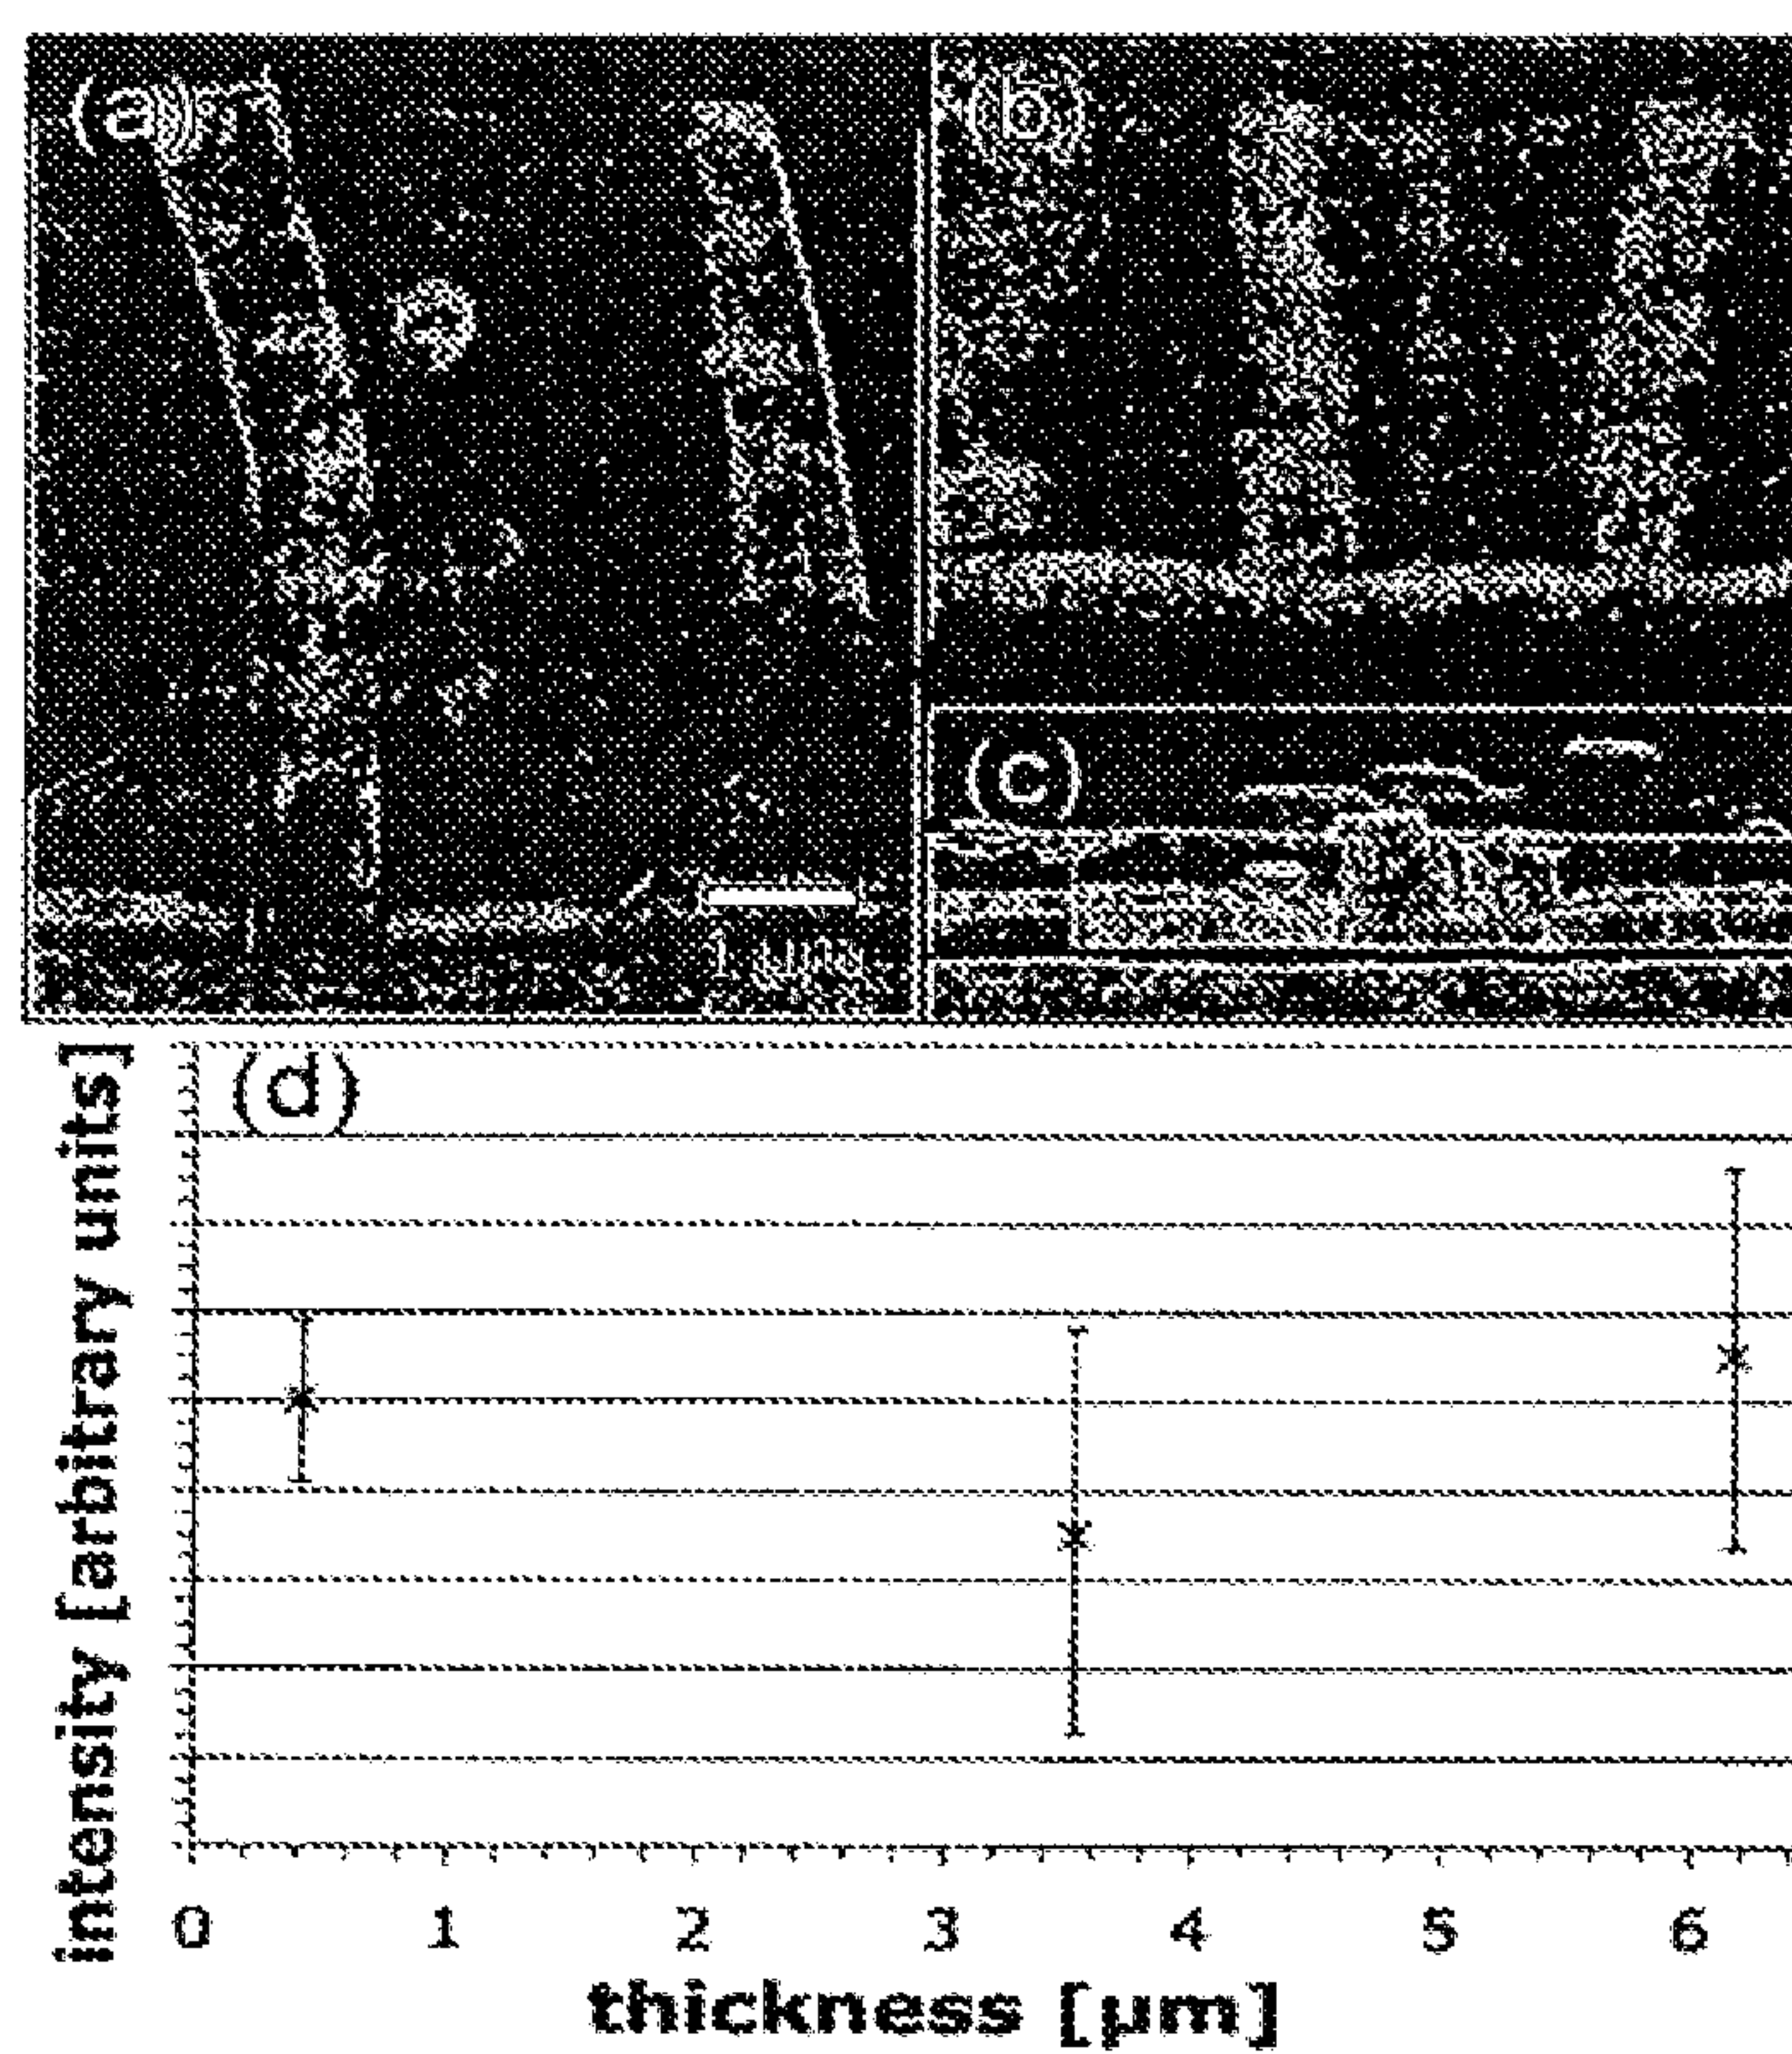 (a)
(b)
(c)
1 µm
(d)
intensity [arbitrary units]
0 1 2 3 4 5 6
thickness [µm]